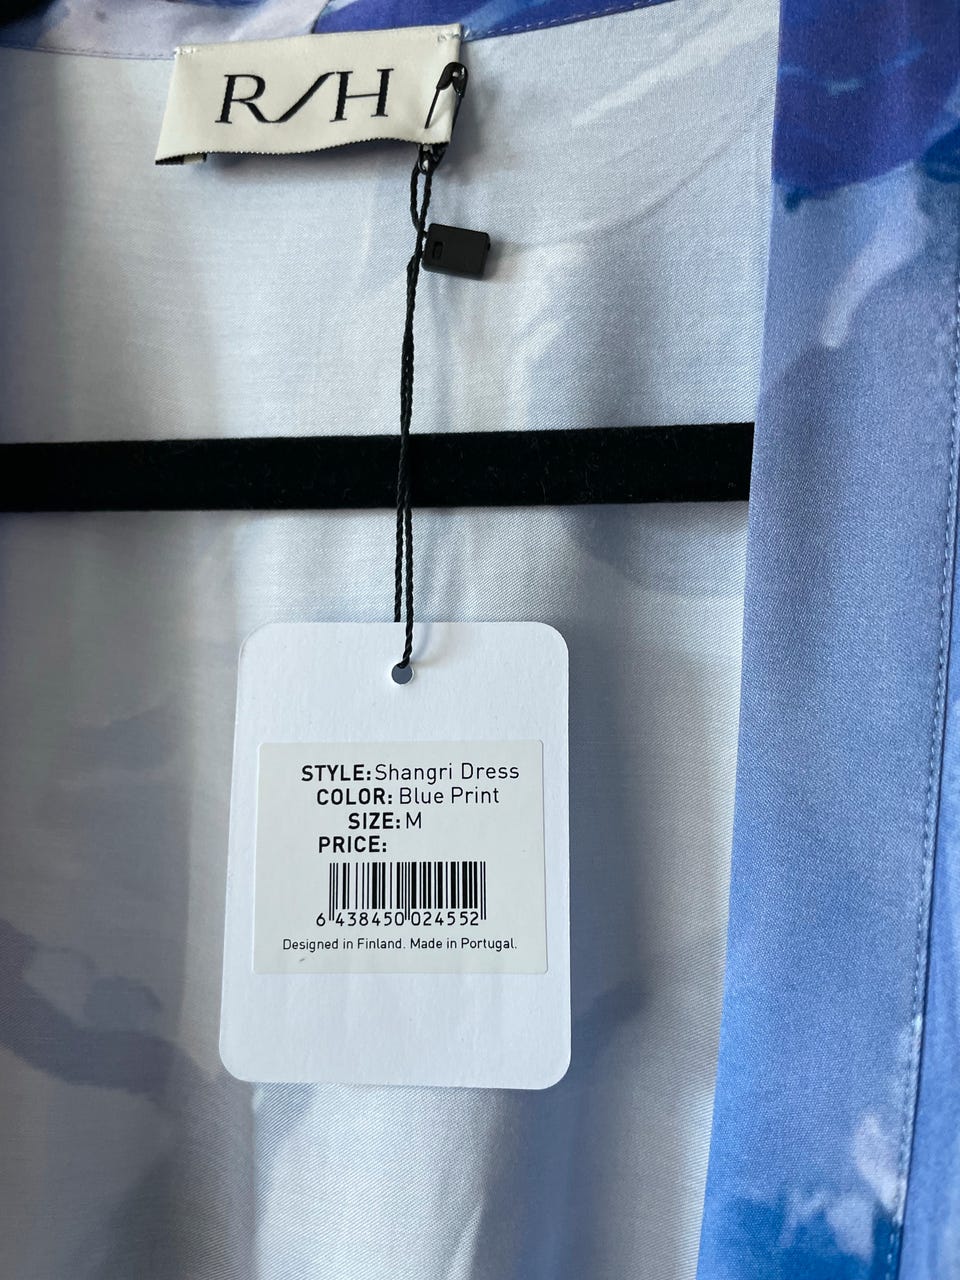 R/H
STYLE: Shangri Dress
COLOR: Blue Print
SIZE: M
PRICE:
6 438450 024552
Designed in Finland. Made in Portugal.